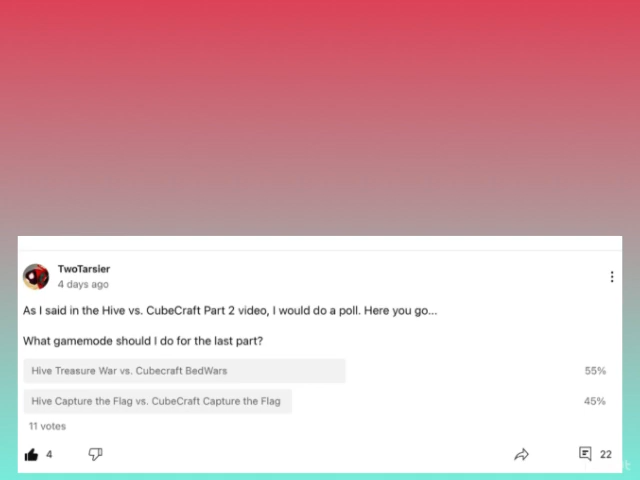 TwoTarsier
4 days ago
As I said in the Hive vs. CubeCraft Part 2 video, I would do a poll. Here you go...
What gamemode should I do for the last part?
Hive Treasure War vs. Cubecraft BedWars 55%
Hive Capture the Flag vs. CubeCraft Capture the Flag 45%
11 votes
4 22